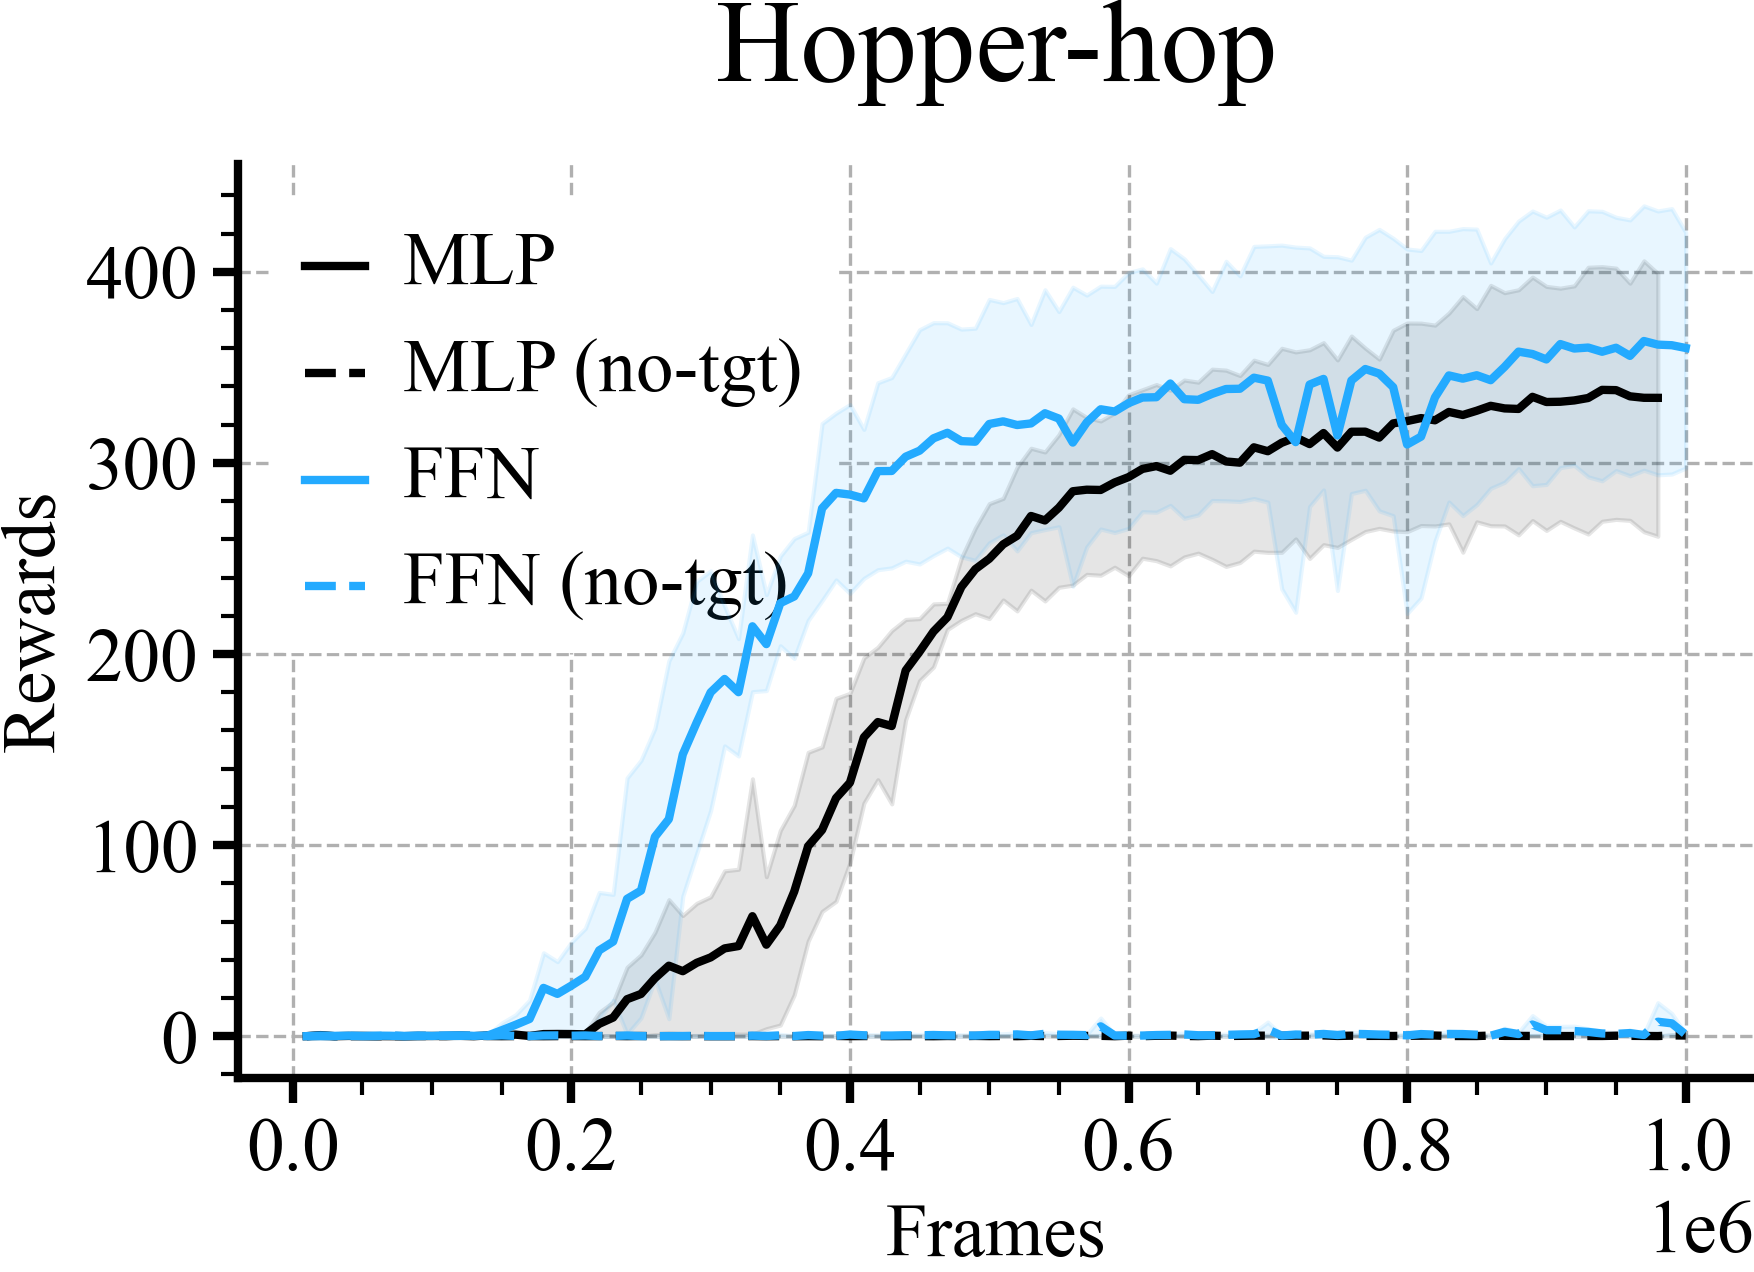 Hopper-hop
MLP
MLP (no-tgt)
FFN
FFN (no-tgt)
Rewards
400
300
200
100
0
0.0 0.2 0.4 0.6 0.8 1.0
Frames
1e6